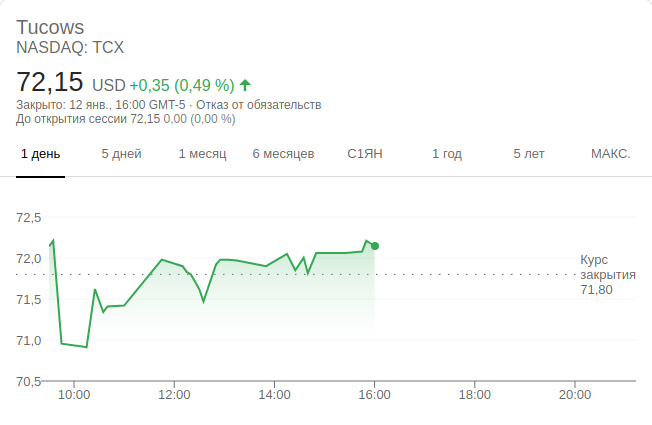 Tucows
NASDAQ: TCX
72,15 USD +0,35 (0,49 %)
Закрыто: 12 янв., 16:00 GMT-5 · Отказ от обязательств
До открытия сессии 72,15 0,00 (0,00 %)
1 день 5 дней 1 месяц 6 месяцев С1ЯН 1 год 5 лет МАКС.
72,5
72,0
71,5
71,0
70,5
Курс
закрытия
71,80
10:00 12:00 14:00 16:00 18:00 20:00